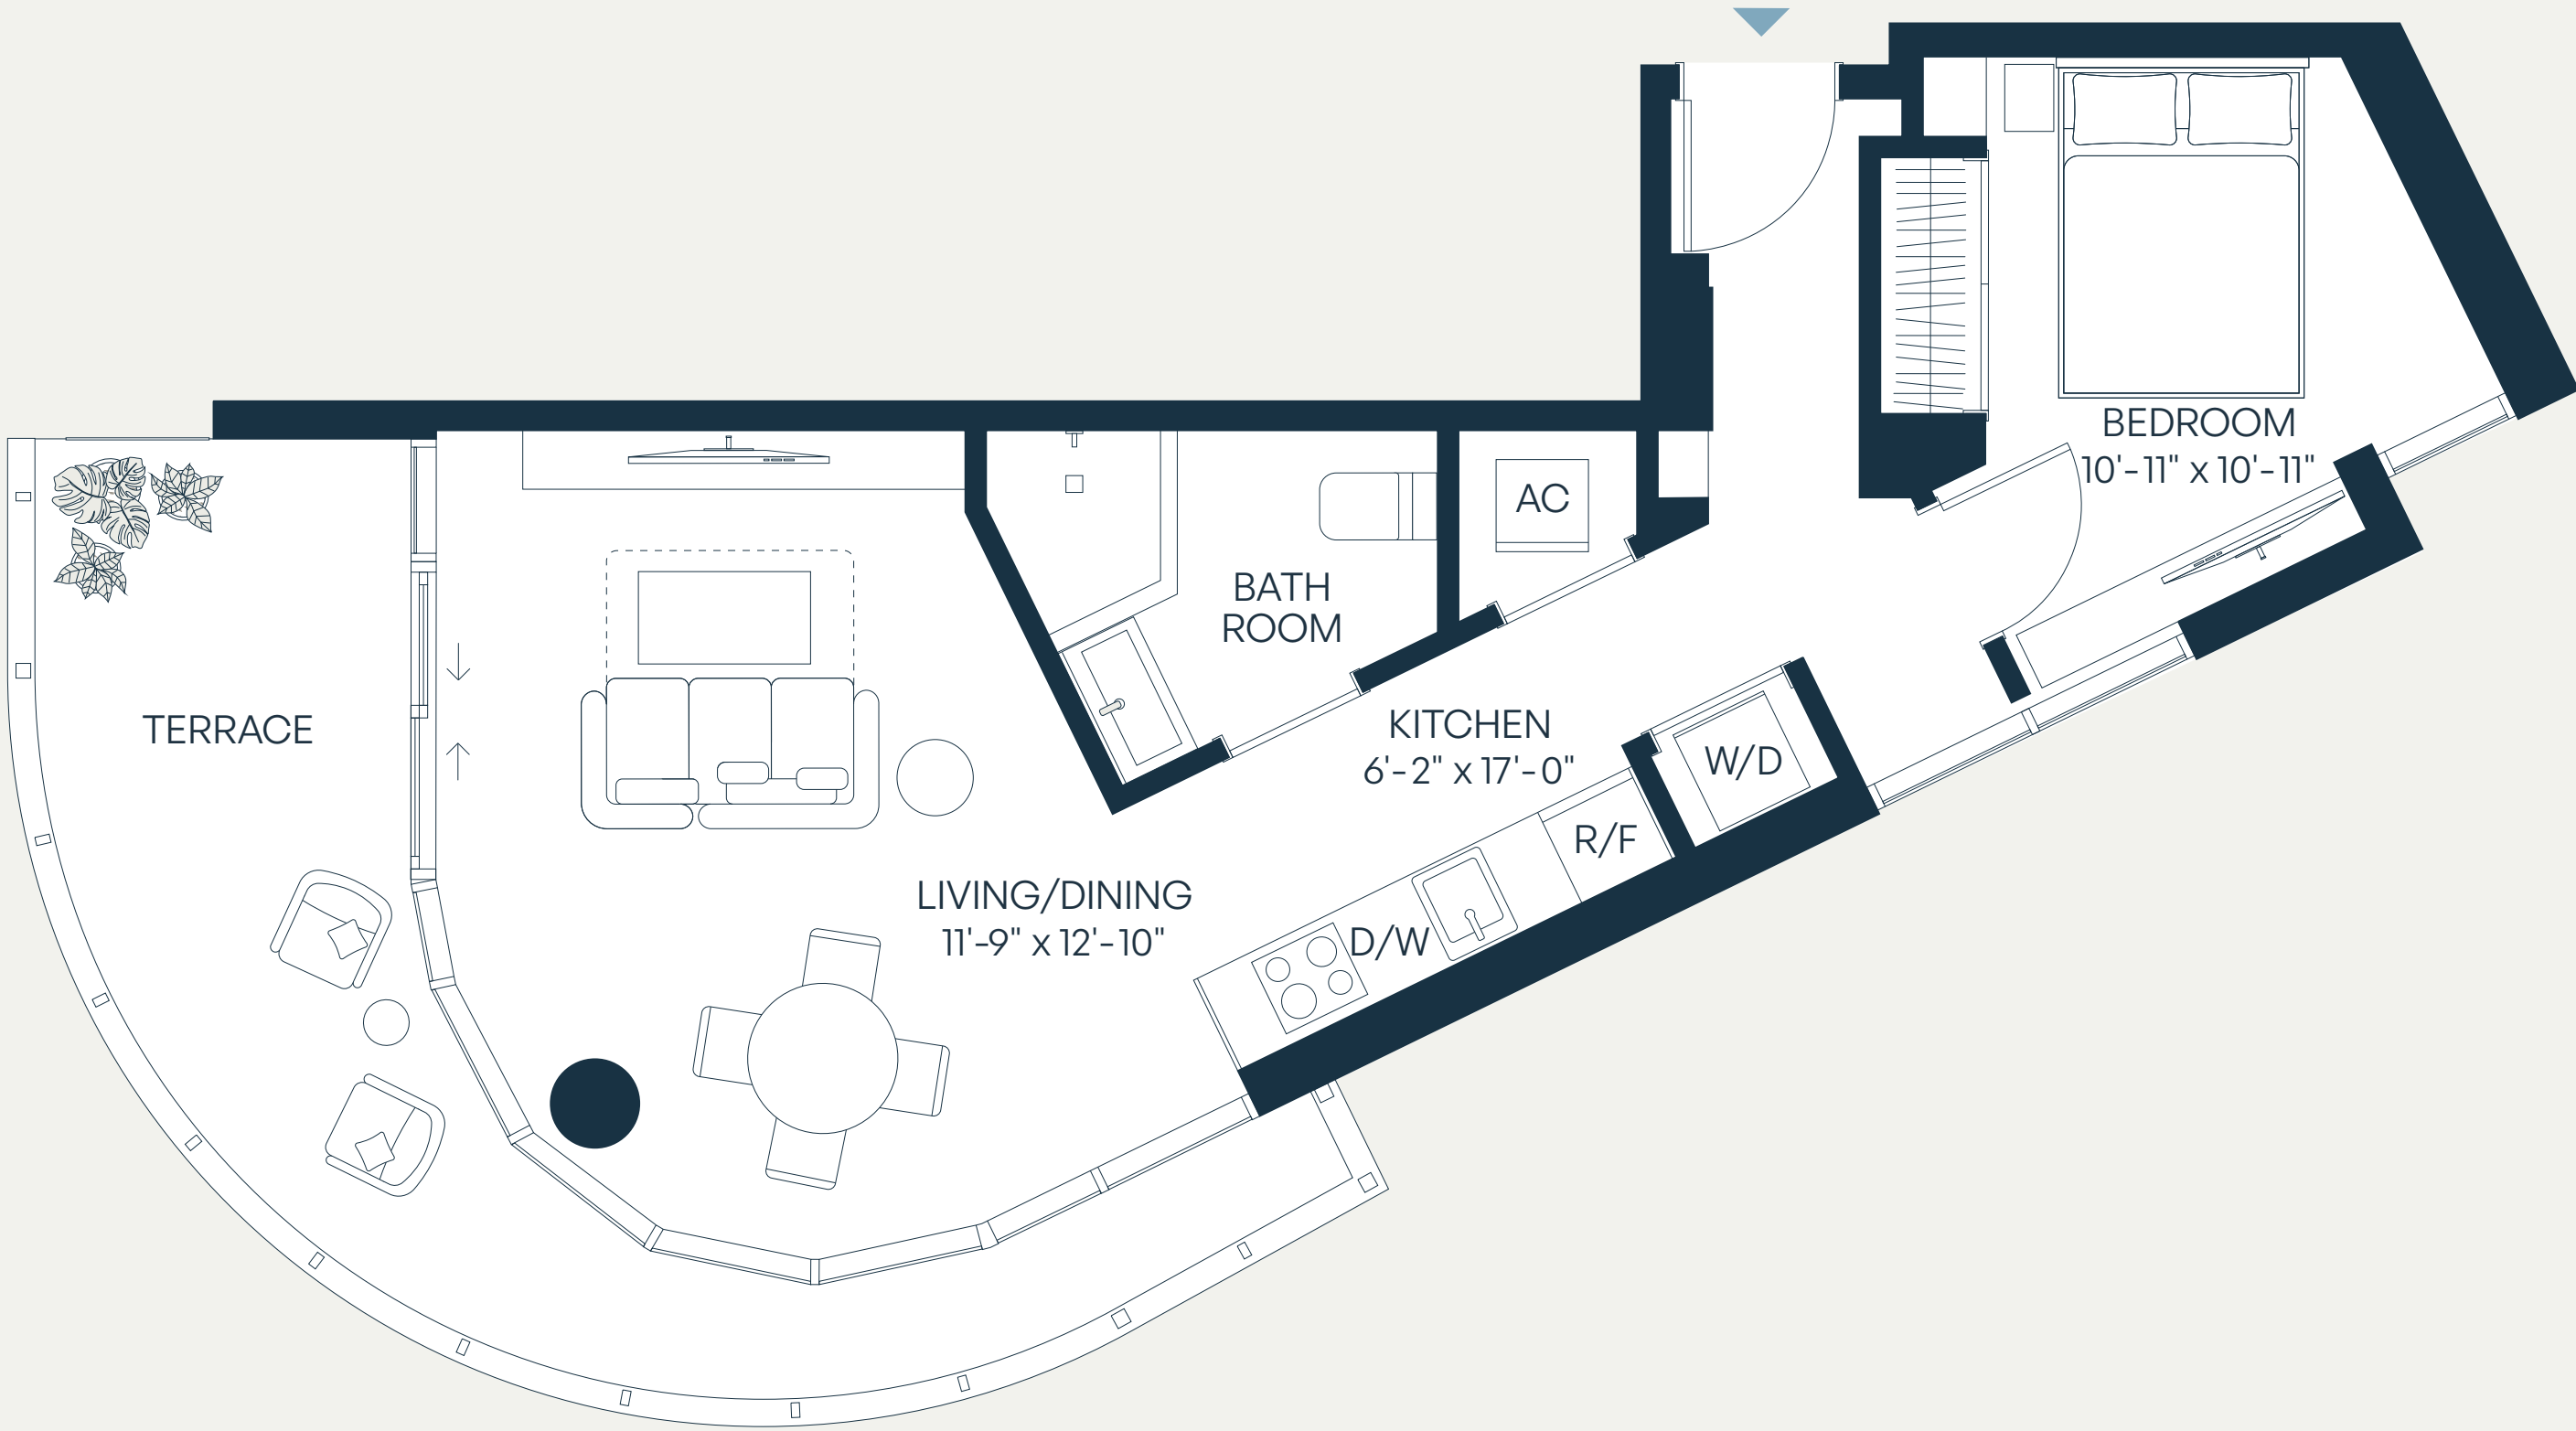 BEDROOM
10'-11" x 10'-11"
AC
BATH
ROOM
KITCHEN
6'-2" x 17'-0"
W/D
TERRACE
R/F
LIVING/DINING
11'-9" x 12'-10"
D/W